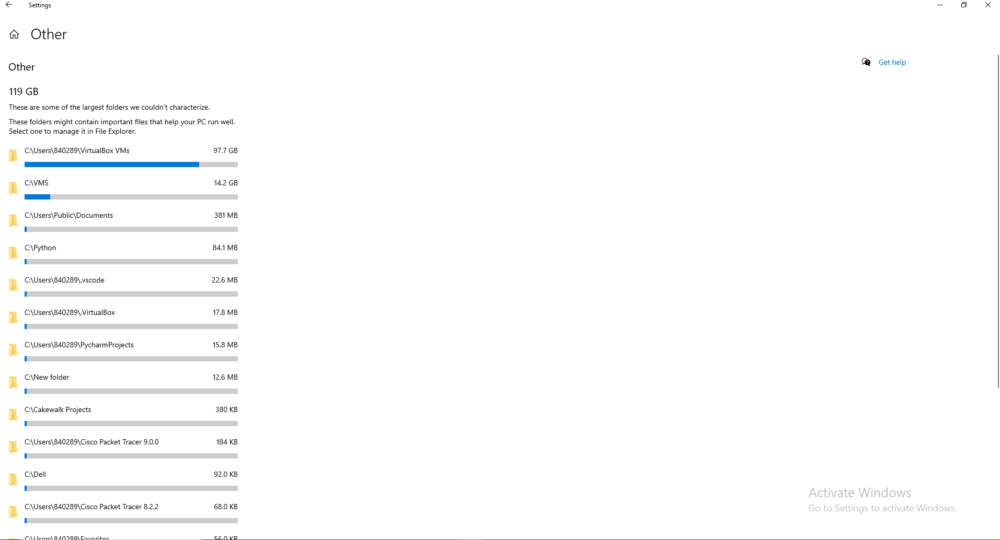 Settings
Other
Get help
Other
119 GB
These are some of the largest folders we couldn't characterize.
These folders might contain important files that help your PC run well.
Select one to manage it in File Explorer.
C:\Users\840289\VirtualBox VMs 97.7 GB
C:\VMS 14.2 GB
C:\Users\Public\Documents 381 MB
C:\Python 84.1 MB
C:\Users\840289\.vscode 22.6 MB
C:\Users\840289\.VirtualBox 17.8 MB
C:\Users\840289\PycharmProjects 15.8 MB
C:\New folder 12.6 MB
C:\Cakewalk Projects 380 KB
C:\Users\840289\Cisco Packet Tracer 9.0.0 184 KB
C:\Dell 92.0 KB
Activate Windows
Go to Settings to activate Windows.
C:\Users\840289\Cisco Packet Tracer 8.2.2 68.0 KB
C:\Users\840289\Favorites 56.0 KB